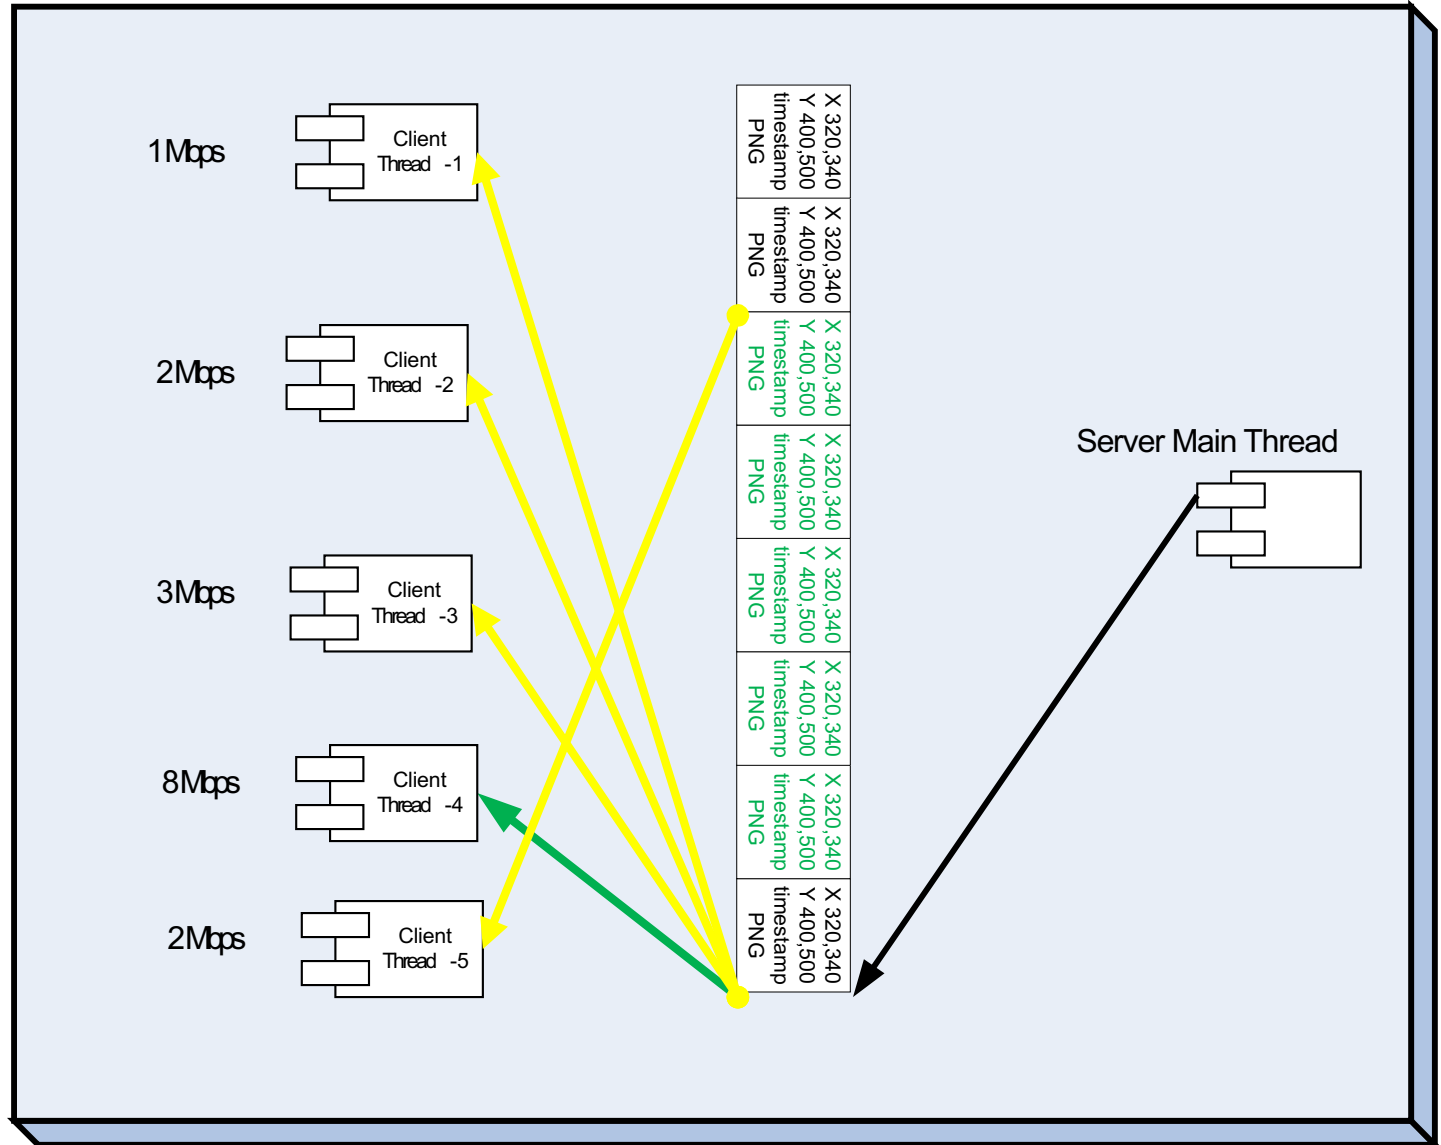 1Mbps
Client
Thread -1
2Mbps
Client
Thread -2
3Mbps
Client
Thread -3
8Mbps
Client
Thread -4
2Mbps
Client
Thread -5
X 320,340
Y 400,500
timestamp
PNG
X 320,340
Y 400,500
timestamp
PNG
X 320,340
Y 400,500
timestamp
PNG
X 320,340
Y 400,500
timestamp
PNG
X 320,340
Y 400,500
timestamp
PNG
X 320,340
Y 400,500
timestamp
PNG
X 320,340
Y 400,500
timestamp
PNG
X 320,340
Y 400,500
timestamp
PNG
Server Main Thread